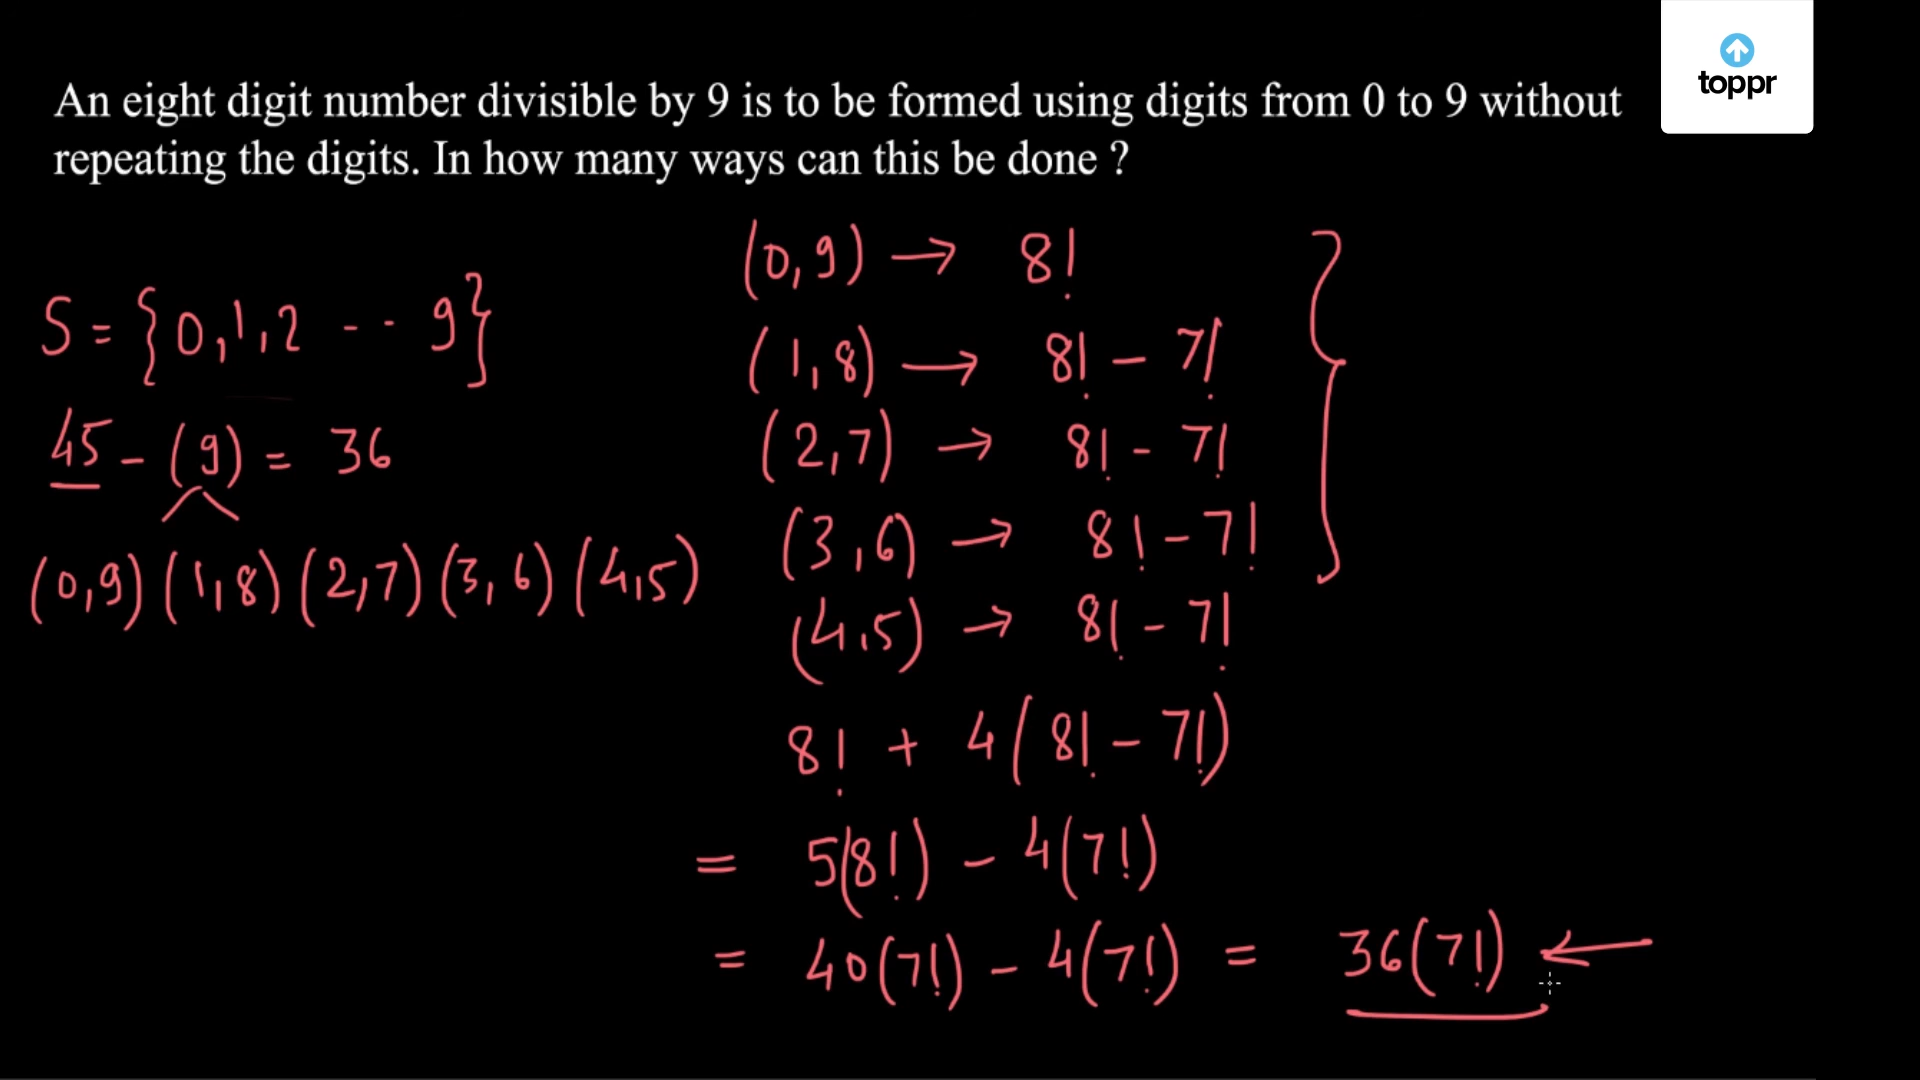 toppr
An eight digit number divisible by 9 is to be formed using digits from 0 to 9 without
repeating the digits. In how many ways can this be done ?
S = {0,1,2 -- 9}
45 - (9) = 36
(0,9) (1,8) (2,7) (3,6) (4,5)
(0,9) → 8!
(1,8) → 8! - 7!
(2,7) → 8! - 7!
(3,6) → 8! - 7!
(4,5) → 8! - 7!
8! + 4(8! - 7!)
= 5(8!) - 4(7!)
= 40(7!) - 4(7!) = 36(7!) ←